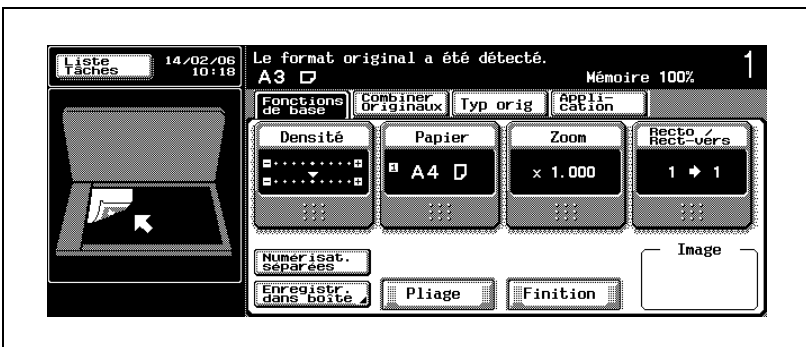 Liste
Tâches
14/02/06
10:18
Le format original a été détecté.
A3
Mémoire 100%
1
Fonctions
de base
Combiner
Originaux
Typ orig
Appli-
cation
Densité
Papier
Zoom
Recto /
Rect-vers
1 A4
x 1.000
1 → 1
Numérisat.
séparées
Image
Enregistr.
dans boîte
Pliage
Finition